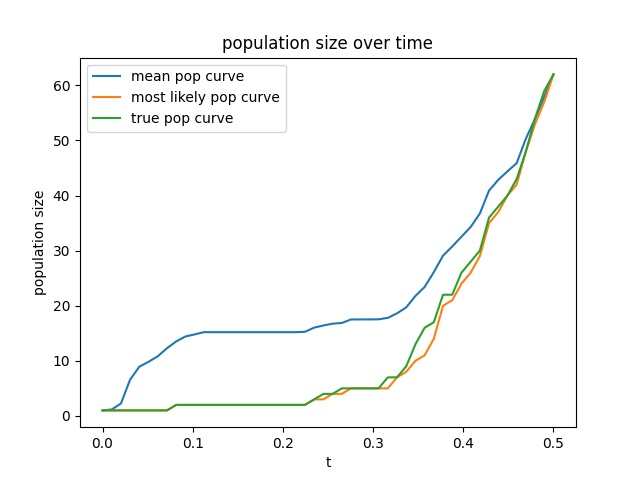 population size over time
mean pop curve
most likely pop curve
true pop curve
population size
60
50
40
30
20
10
0
0.0 0.1 0.2 0.3 0.4 0.5
t